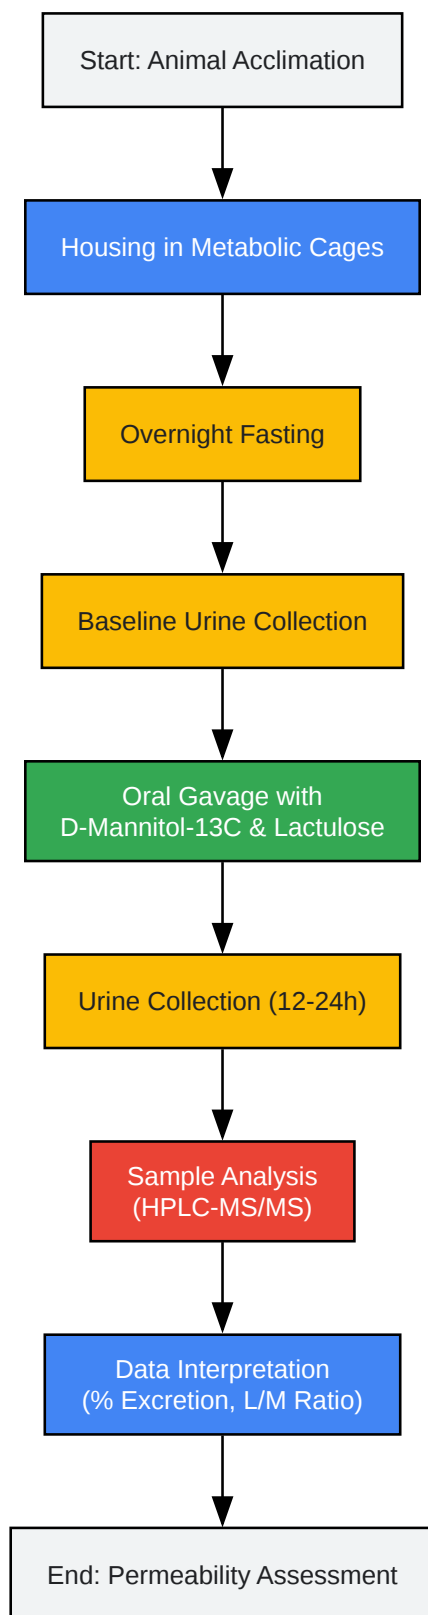 Start: Animal Acclimation
Housing in Metabolic Cages
Overnight Fasting
Baseline Urine Collection
Oral Gavage with
D-Mannitol-13C & Lactulose
Urine Collection (12-24h)
Sample Analysis
(HPLC-MS/MS)
Data Interpretation
(% Excretion, L/M Ratio)
End: Permeability Assessment